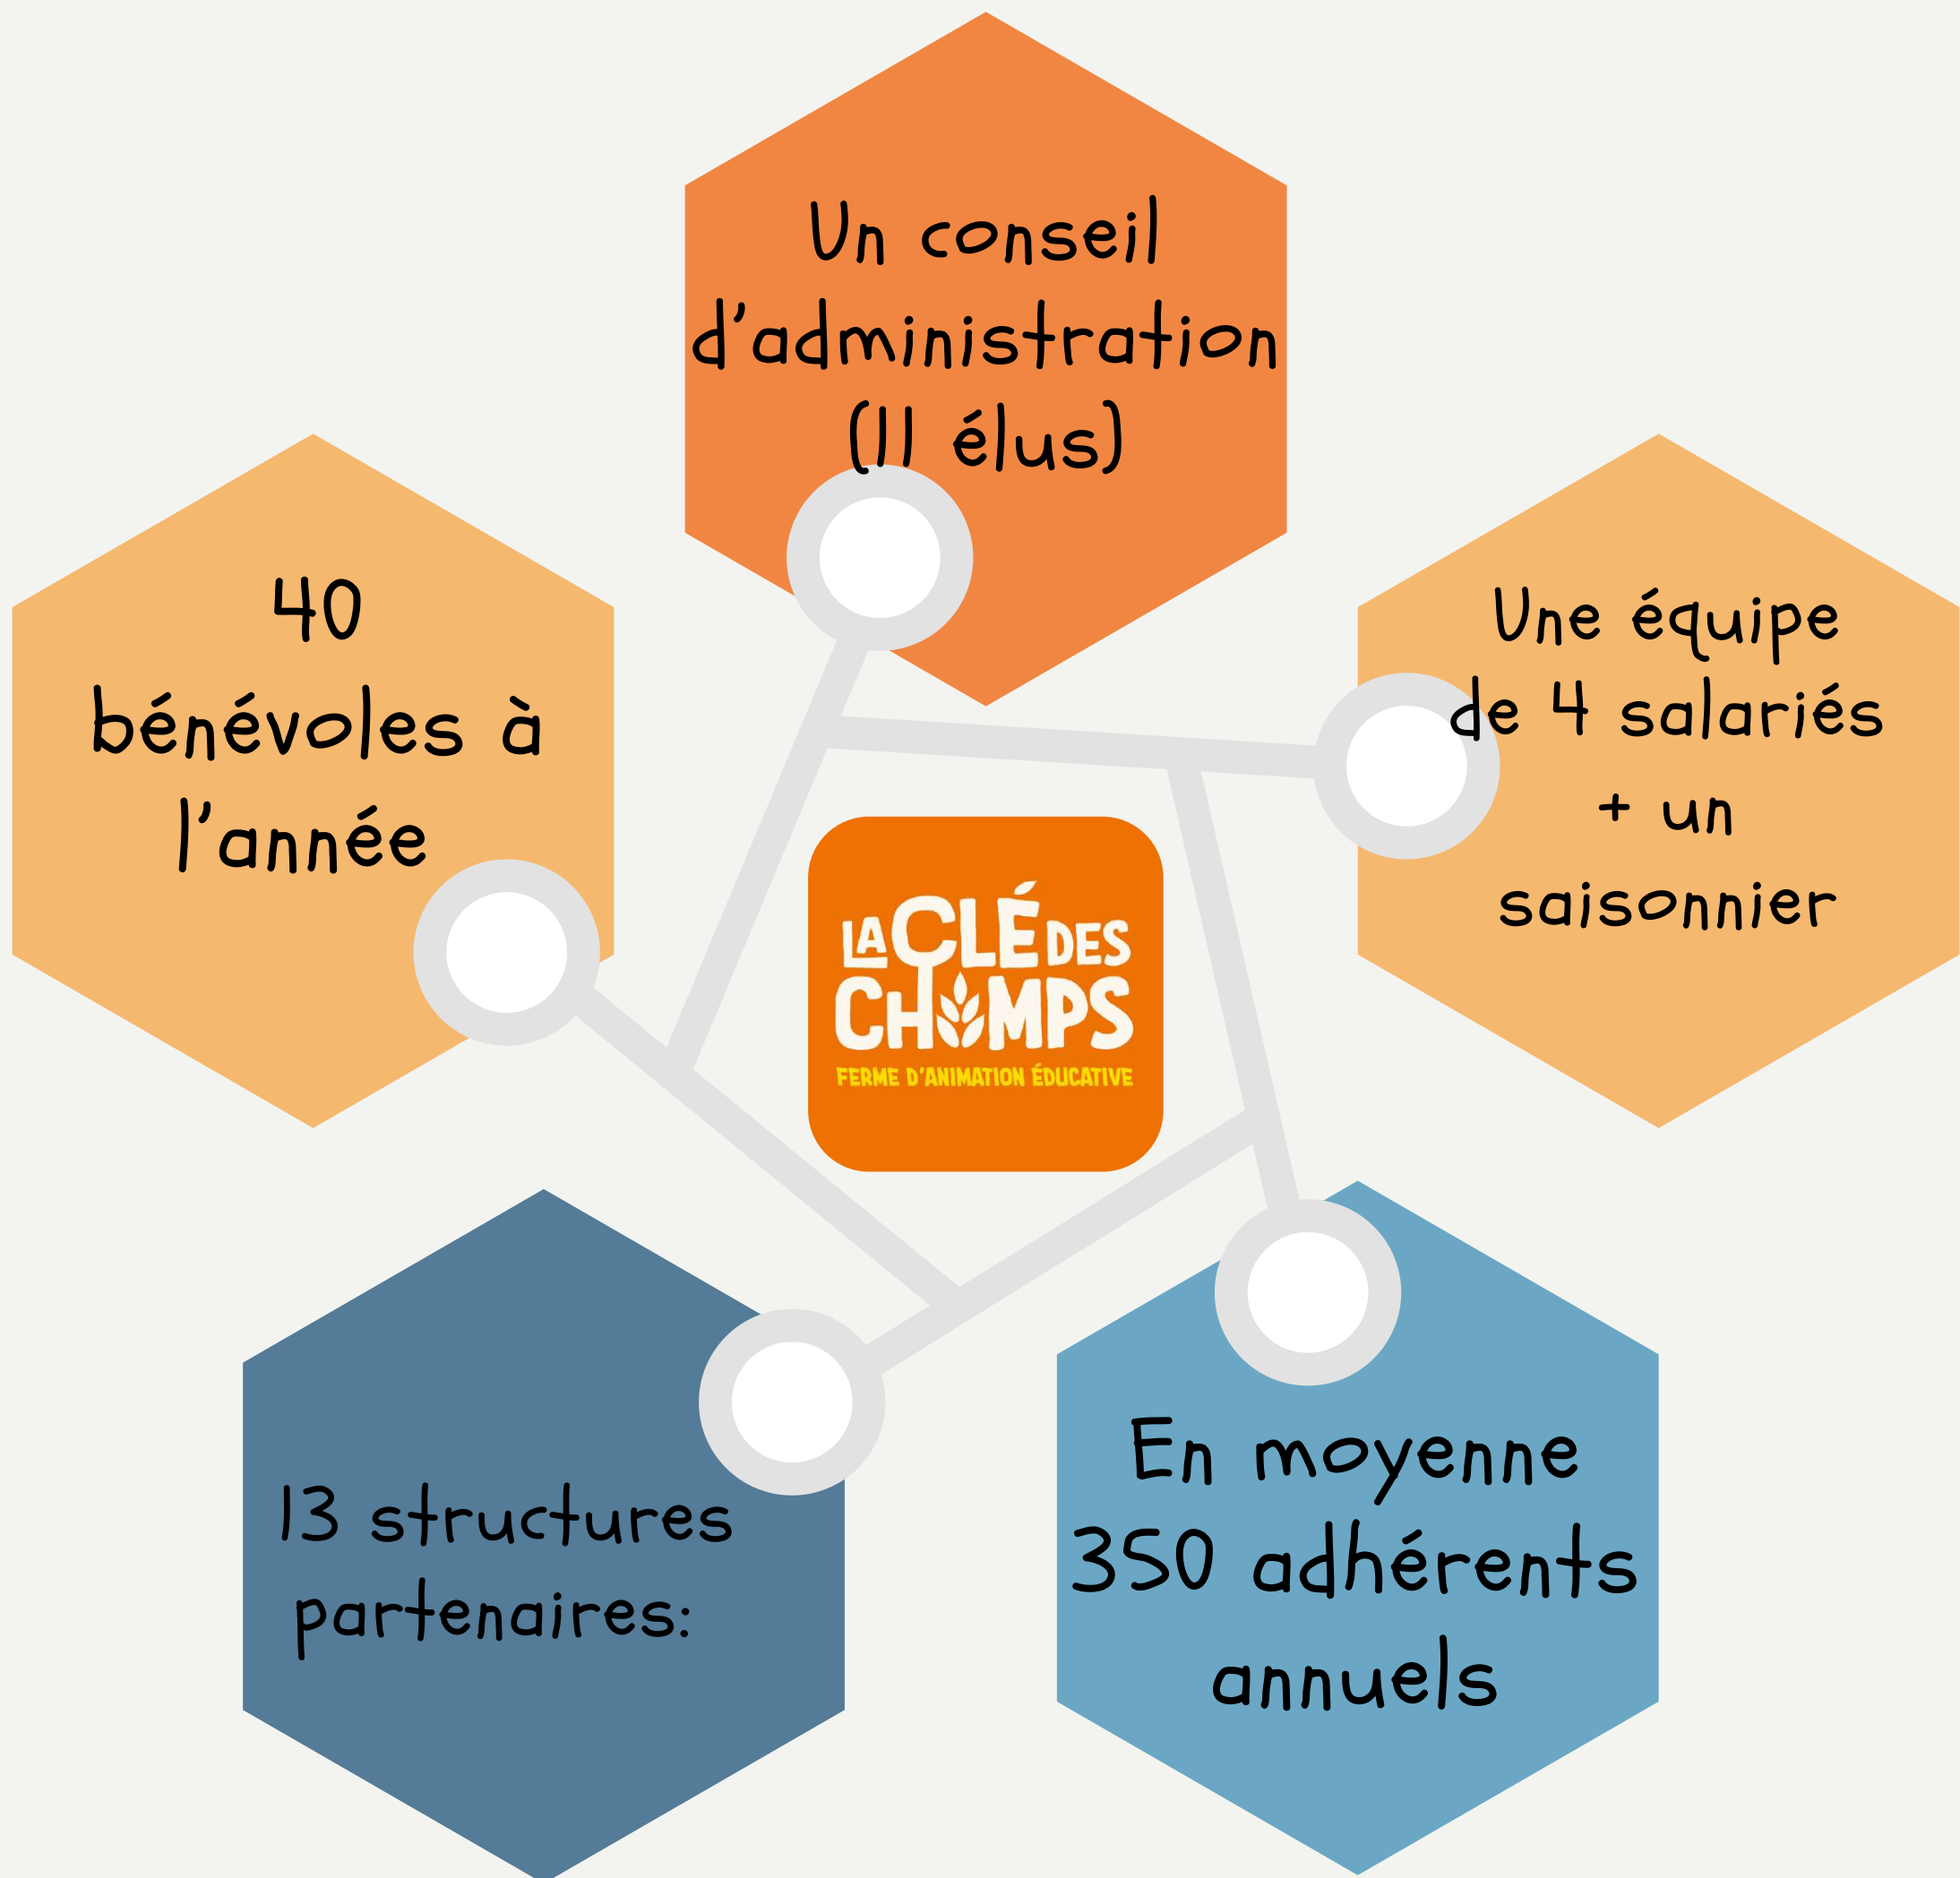 Un conseil
d'administration
(11 élus)
40
bénévoles à
l'année
Une équipe
de 4 salariés
+ un
saisonnier
LA CLÉ DES
CHAMPS
FERME D'ANIMATION ÉDUCATIVE
13 structures
partenaires:
En moyenne
350 adhérents
annuels